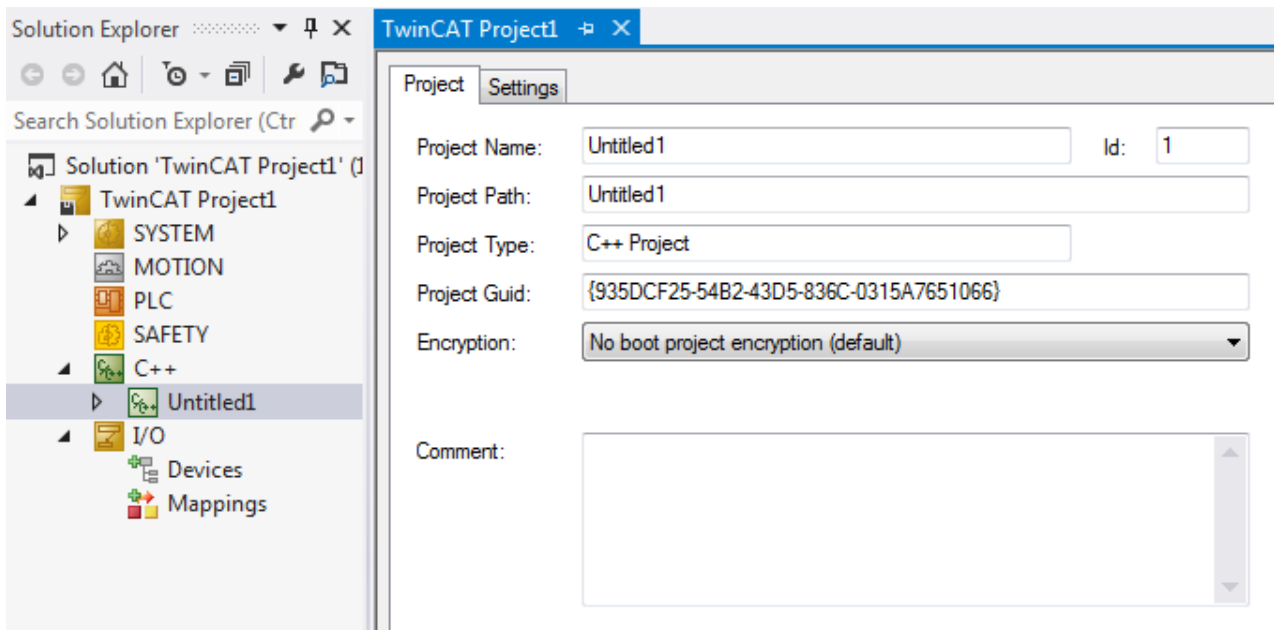 Solution Explorer
TwinCAT Project1
Project
Settings
Search Solution Explorer (Ctr
Solution 'TwinCAT Project1' (1
TwinCAT Project1
SYSTEM
MOTION
PLC
SAFETY
C++
Untitled1
I/O
Devices
Mappings
Project Name:
Untitled1
Id:
1
Project Path:
Untitled1
Project Type:
C++ Project
Project Guid:
{935DCF25-54B2-43D5-836C-0315A7651066}
Encryption:
No boot project encryption (default)
Comment: